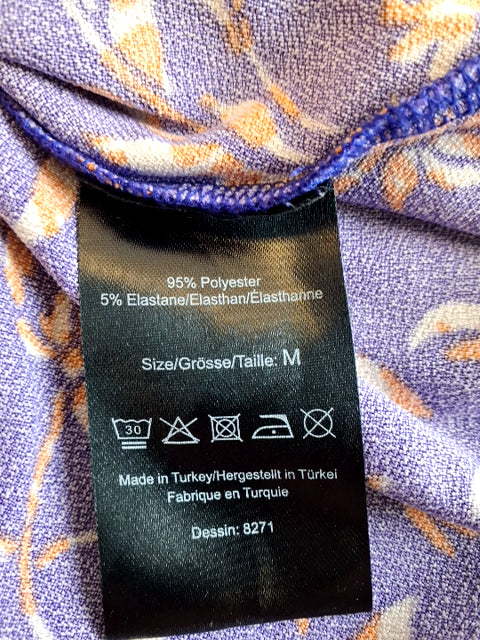 95% Polyester
5% Elastane/Elasthan/Élasthanne
Size/Grösse/Taille: M
30
Made in Turkey/Hergestellt in Türkei
Fabrique en Turquie
Dessin: 8271